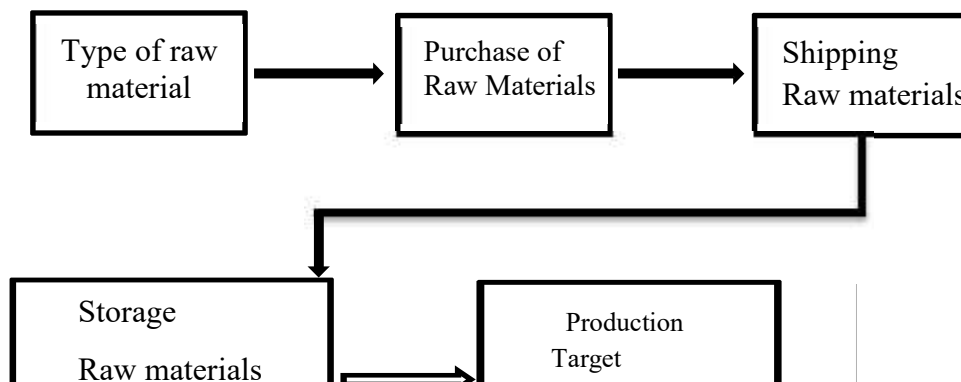 Type of raw
material
Purchase of
Raw Materials
Shipping
Raw materials
Storage
Raw materials
Production
Target